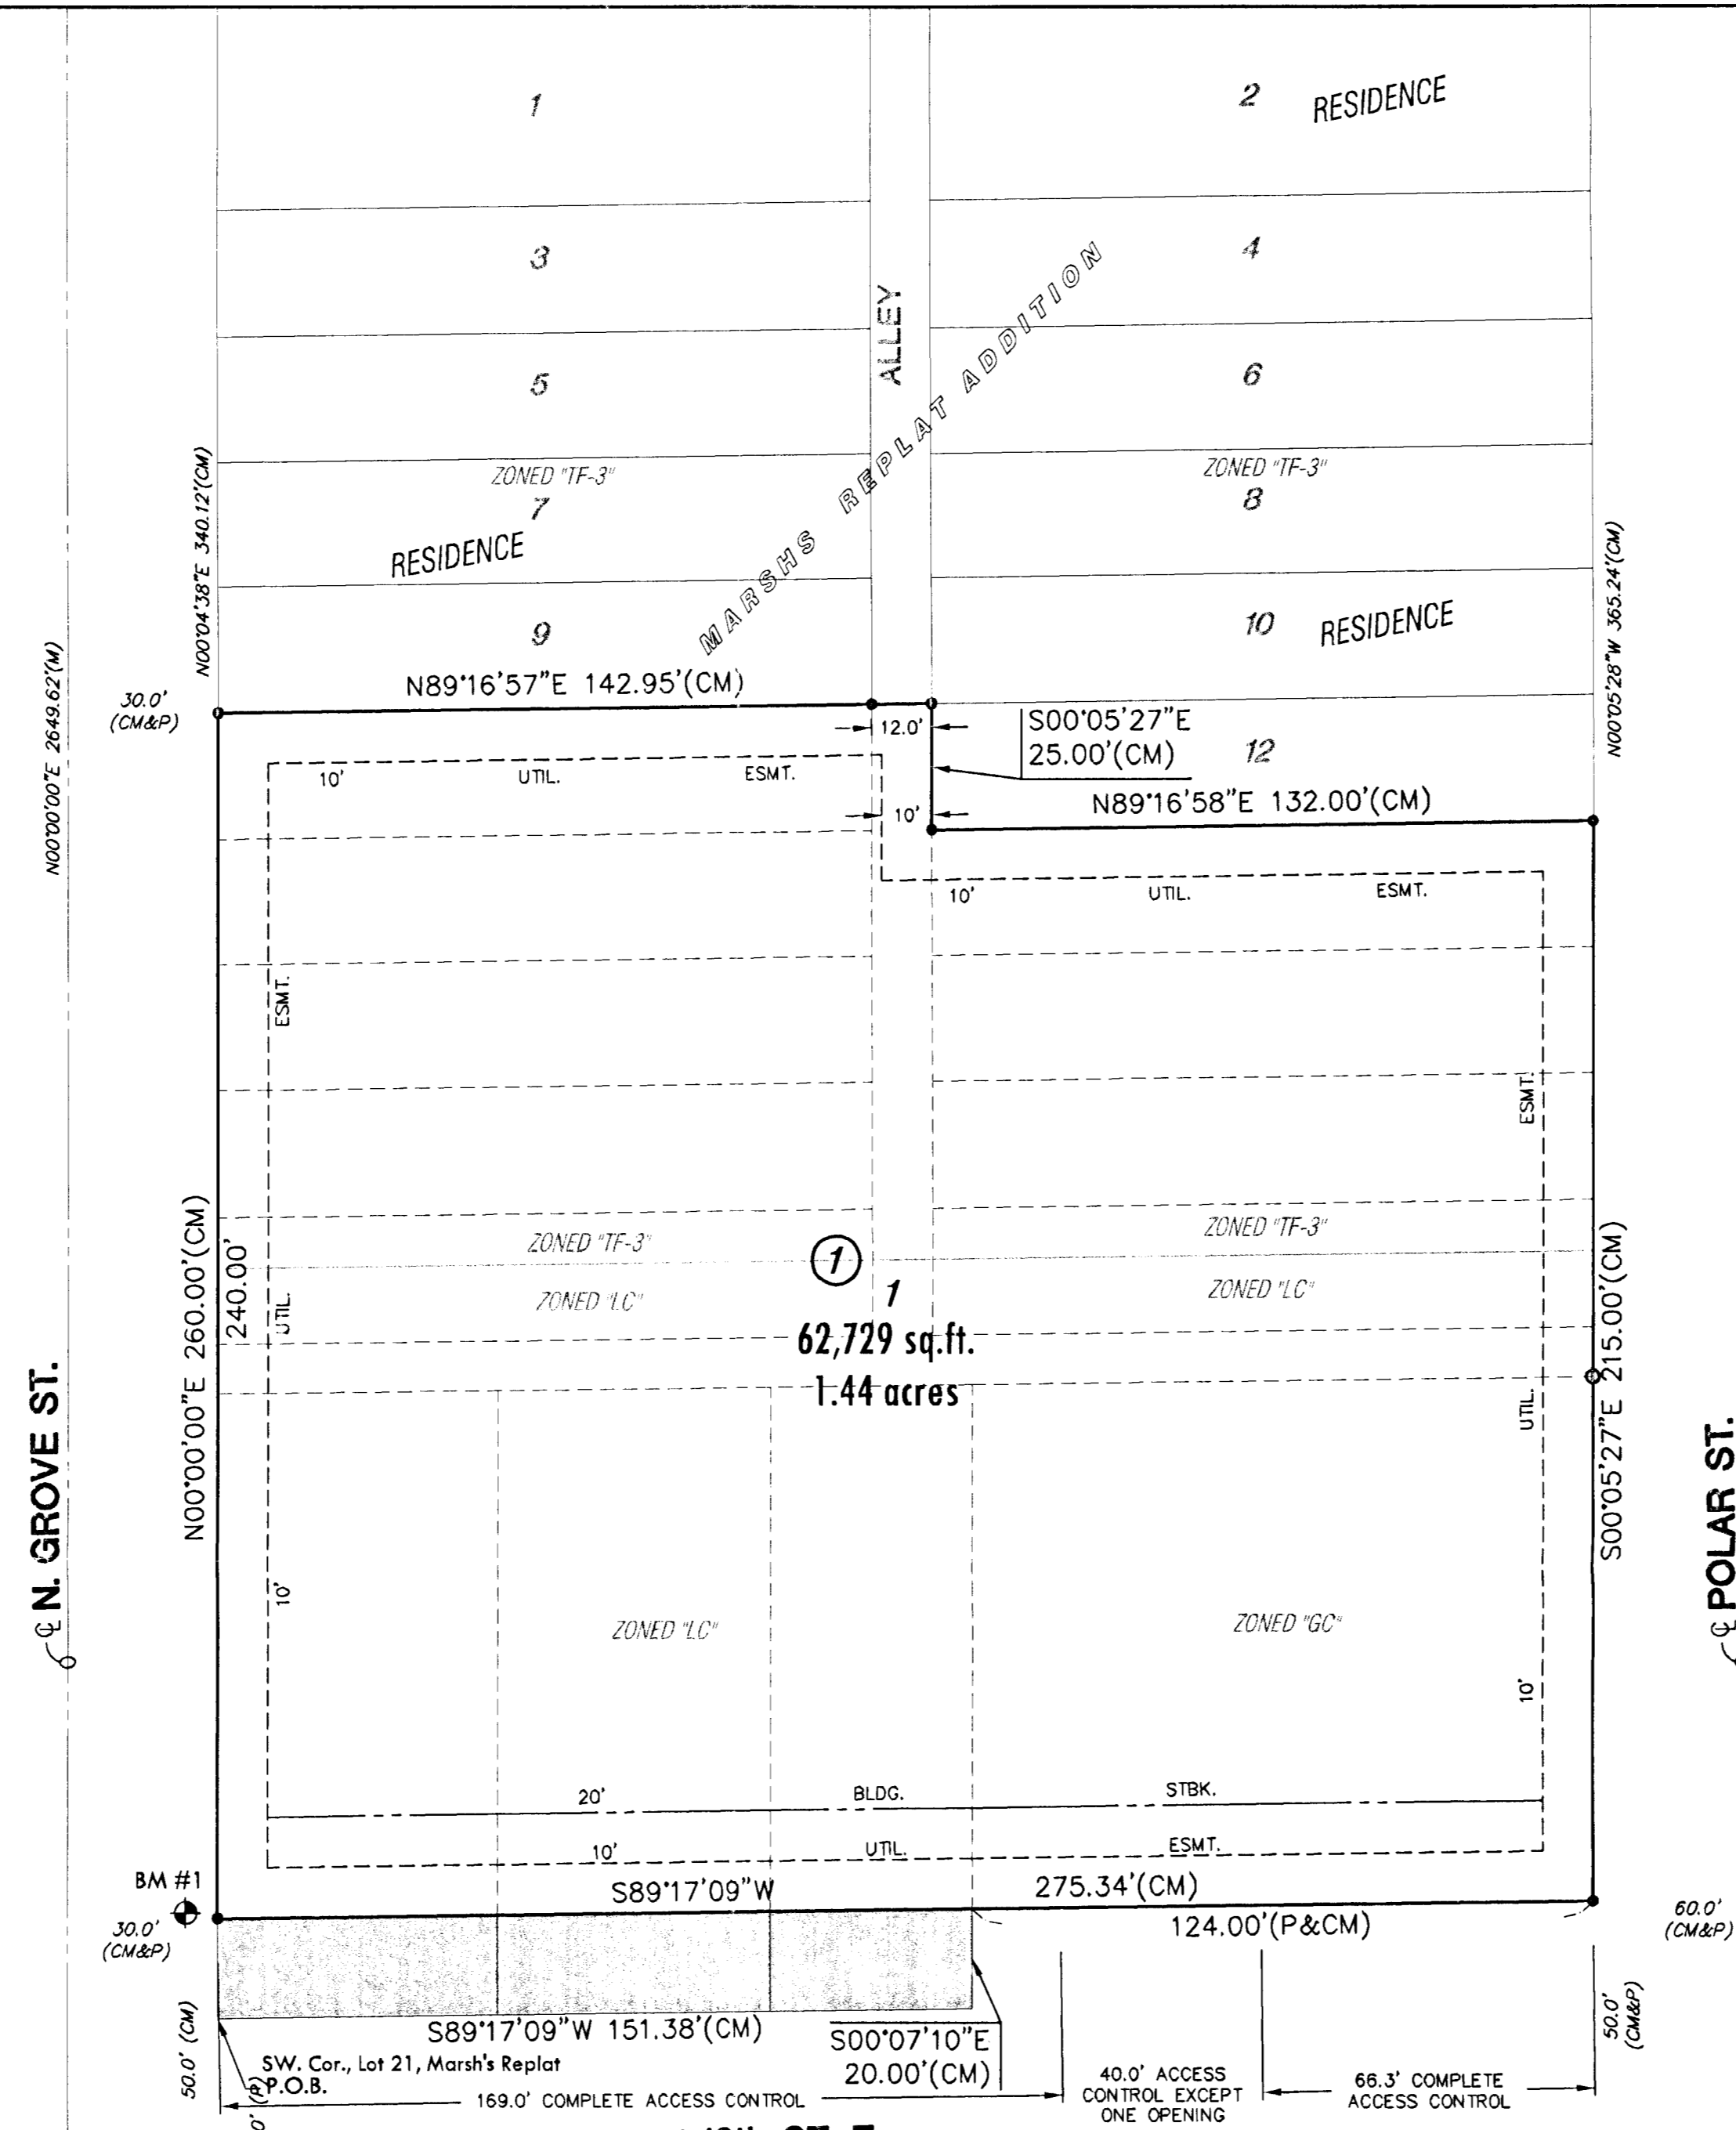 1
2 RESIDENCE
3
4
ALLEY
MARSHS REPLAT ADDITION
5
6
N00°04'38"E 340.12'(CM)
ZONED "TF-3"
7
RESIDENCE
ZONED "TF-3"
8
N00°05'28"W 365.24'(CM)
9
10 RESIDENCE
N00°00'00"E 2649.62'(M)
30.0'
(CM&P)
N89°16'57"E 142.95'(CM)
12.0'
S00°05'27"E
25.00'(CM)
12
10' UTIL. ESMT.
10'
N89°16'58"E 132.00'(CM)
10' UTIL. ESMT.
ESMT.
ESMT.
N00°00'00"E 260.00'(CM)
240.00'
UTIL.
ZONED "TF-3"
ZONED "TF-3"
1
ZONED "LC"
1
ZONED "LC"
62,729 sq.ft.
1.44 acres
S00°05'27"E 215.00'(CM)
UTIL.
℄ N. GROVE ST.
℄ POLAR ST.
10'
ZONED "LC"
ZONED "GC"
10'
20' BLDG. STBK.
10' UTIL. ESMT.
BM #1
S89°17'09"W 275.34'(CM)
30.0'
(CM&P)
124.00'(P&CM)
60.0'
(CM&P)
50.0' (CM)
S89°17'09"W 151.38'(CM)
S00°07'10"E
20.00'(CM)
50.0'
(CM&P)
SW. Cor., Lot 21, Marsh's Replat
P.O.B.
169.0' COMPLETE ACCESS CONTROL
40.0' ACCESS
CONTROL EXCEPT
ONE OPENING
66.3' COMPLETE
ACCESS CONTROL